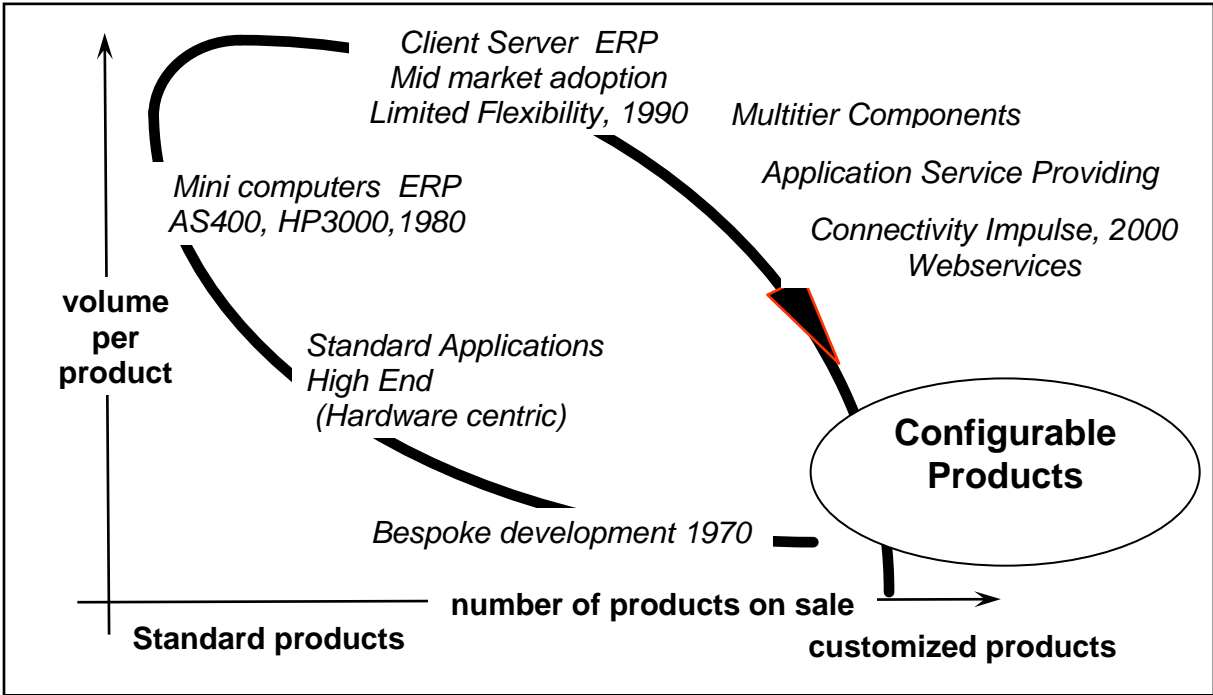 Client Server ERP
Mid market adoption
Limited Flexibility, 1990
Multitier Components
Application Service Providing
Connectivity Impulse, 2000
Webservices
Mini computers ERP
AS400, HP3000,1980
volume
per
product
Standard Applications
High End
(Hardware centric)
Configurable
Products
Bespoke development 1970
number of products on sale
Standard products
customized products